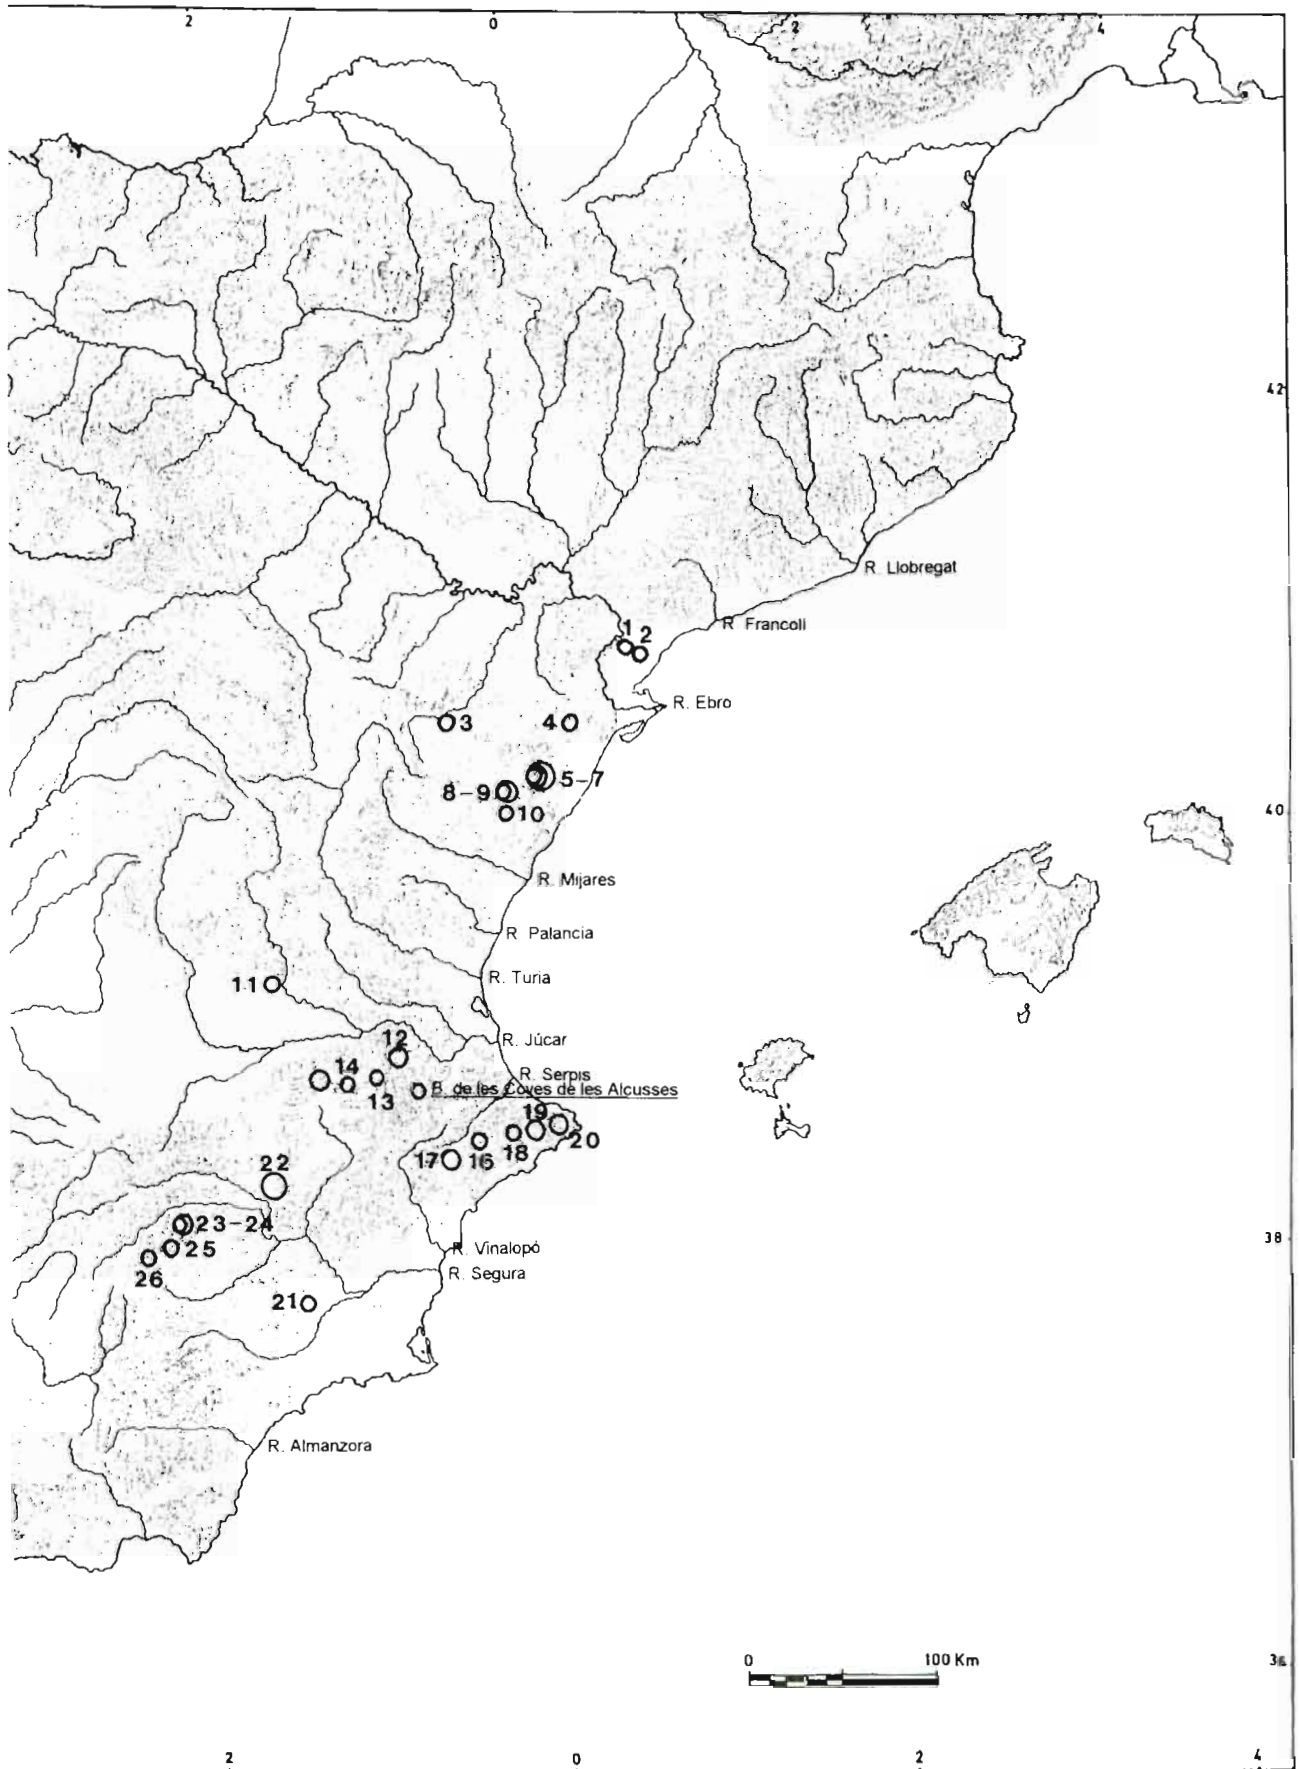 2 0 2 4
42
R. Llobregat
R. Francoli
1 2
R. Ebro
3 4
5-7
8-9
10
40
R. Mijares
R. Palancia
R. Turia
11
R. Júcar
12
14
13
R. Serpis
B. de les Coves de les Alcusses
19
20
18
16
17
22
23-24
25
26
38
R. Vinalopó
R. Segura
21
R. Almanzora
0 100 Km
2 0 2 4